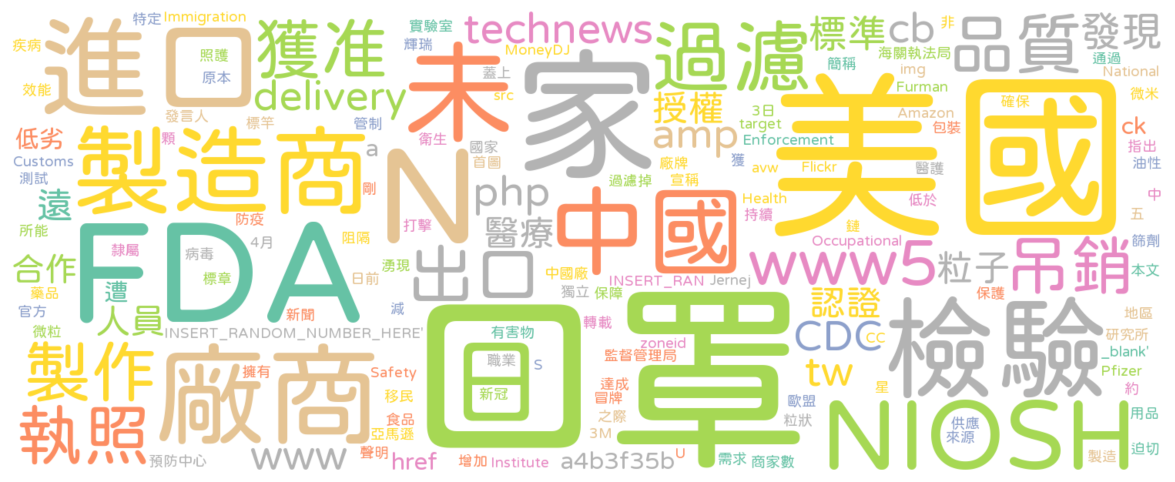 特定 Immigration
疾病
效能
進口
照護
原本
獲准
實驗室
輝瑞
technews
MoneyDJ
蓋上
src
過濾
標準
cb
非
海關執法局
簡稱
img
Furman
品質
發現
通過
National
微米
delivery
發言人
標竿
管制
未
衛生
國家
首圖
家
授權
amp
3日
target
Enforcement
Amazon
包裝
確保
ck
指出
油性
低劣
Customs
測試
製造商
顆
a
剛
N
過濾掉
php
廠牌
宣稱
avw
Flickr
獲
醫護
美國
中
五
遠
所能
防疫
打擊
醫療
中國
Health
持續
低於
鏈
篩劑
FDA
隸屬
病毒
4月
阻隔
出口
Occupational
www5
粒子
吊銷
本文
合作
藥品
官方
微粒
遭
標章
日前
湧現
中國廠
獨立
保障
INSERT_RAN
Jernej
認證
保護
地區
研究所
人員
新聞
減
INSERT_RANDOM_NUMBER_HERE'
有害物
轉載
zoneid
監督管理局
CDC
cc
檢驗
_blank'
Pfizer
製作
擁有
Safety
移民
口罩
職業
新冠
S
達成
冒牌
tw
星
約
執照
廠商
食品
亞馬遜
聲明
之際
3M
歐盟
粒狀
NIOSH
供應
來源
用品
迫切
預防中心
www
href
增加
Institute
a4b3f35b
U
需求
商家數
製造